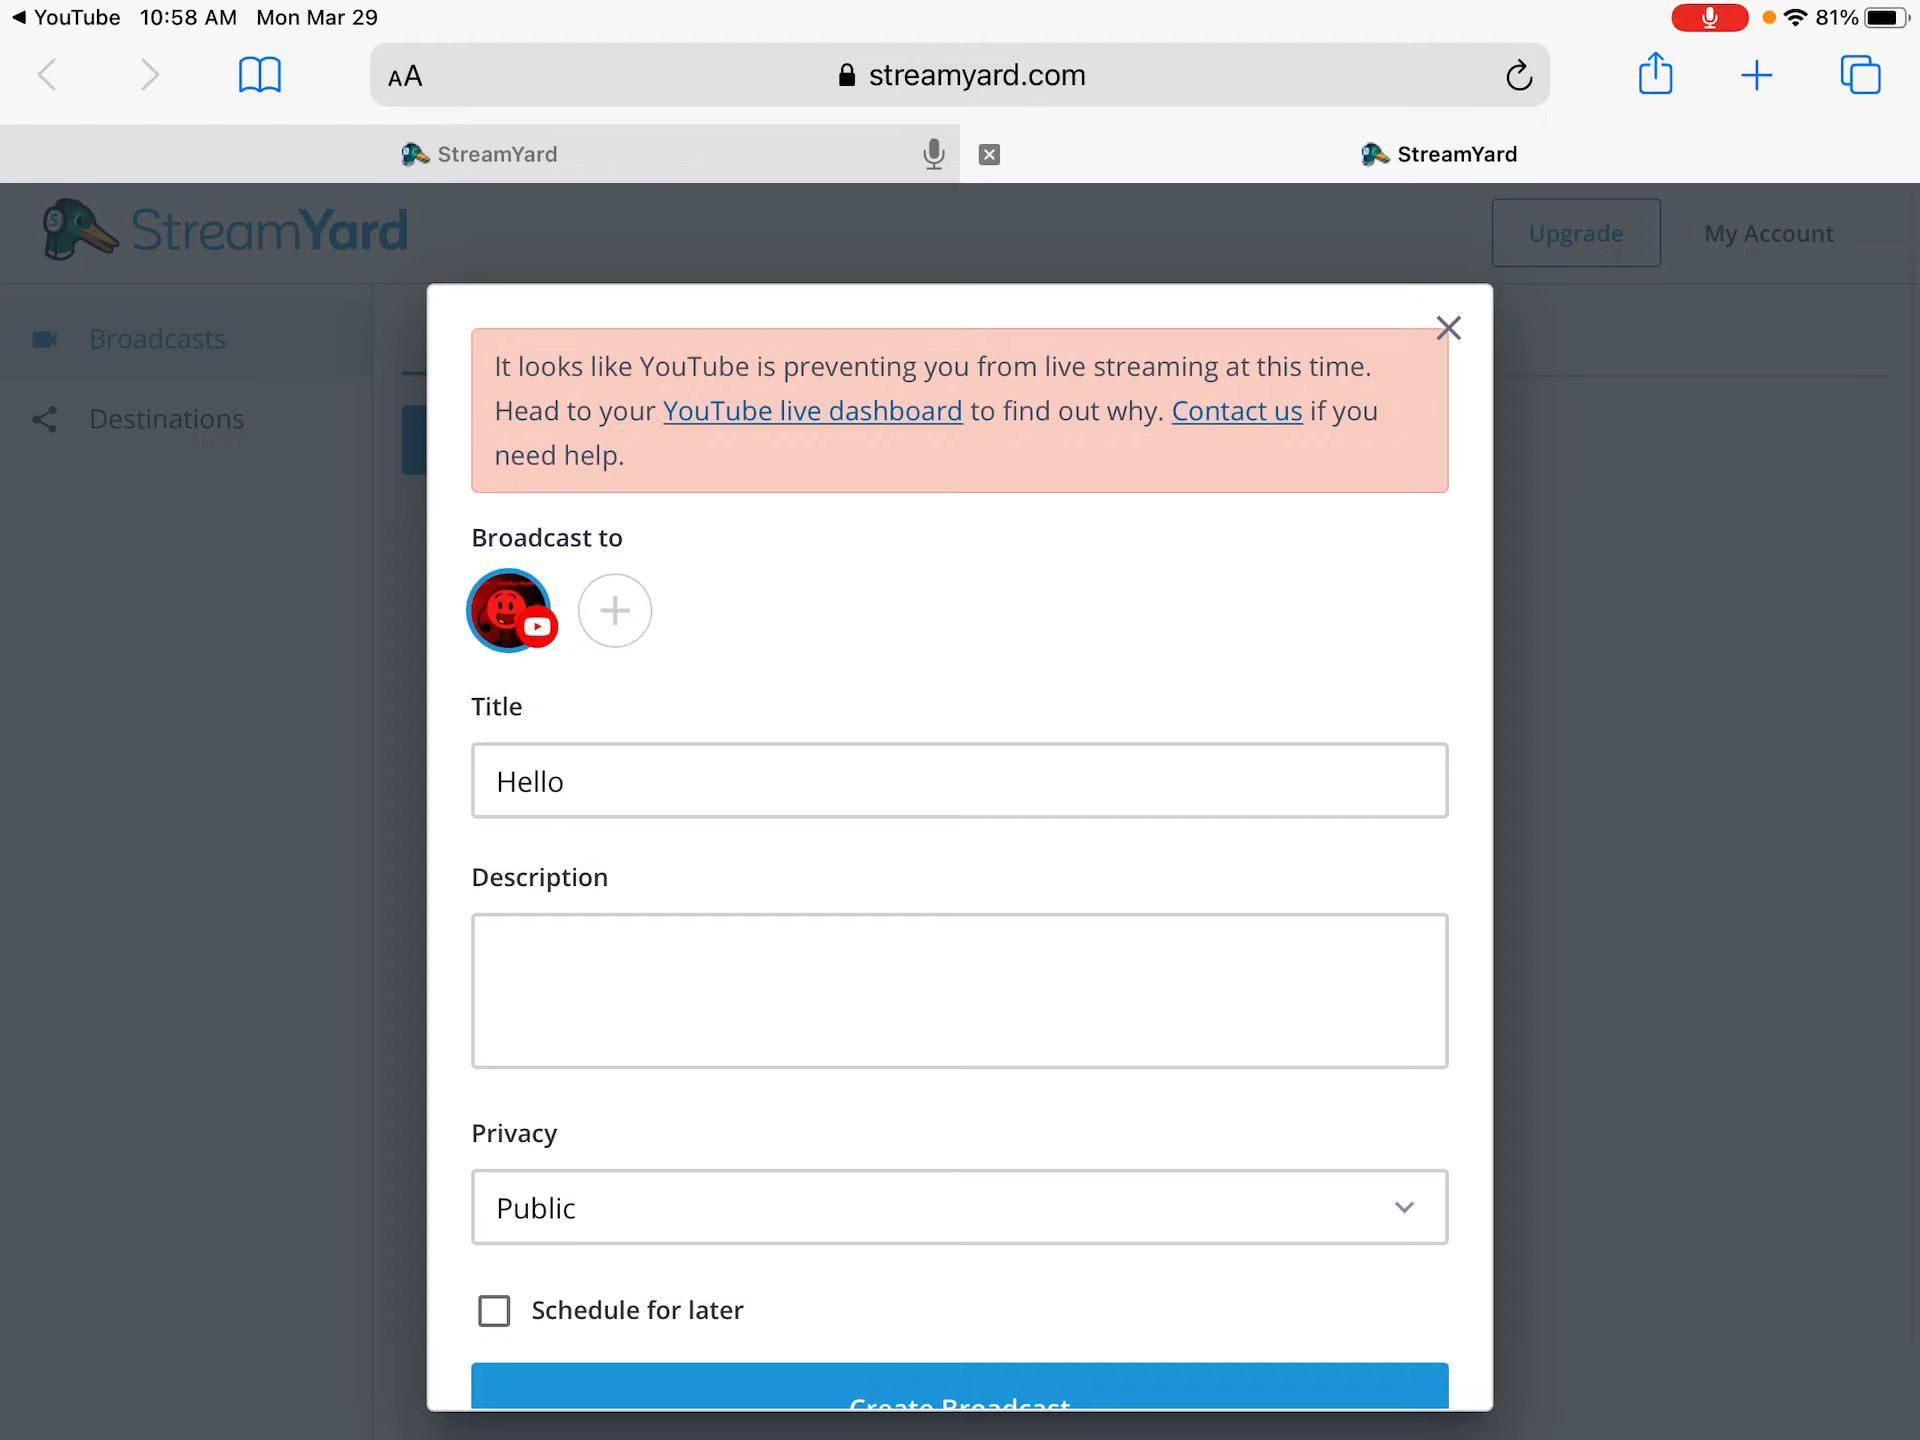 YouTube 10:58 AM Mon Mar 29 81%
AA streamyard.com
StreamYard StreamYard
StreamYard Upgrade My Account
Broadcasts
Destinations
It looks like YouTube is preventing you from live streaming at this time.
Head to your YouTube live dashboard to find out why. Contact us if you
need help.
Broadcast to
Title
Hello
Description
Privacy
Public
Schedule for later
Create Broadcast